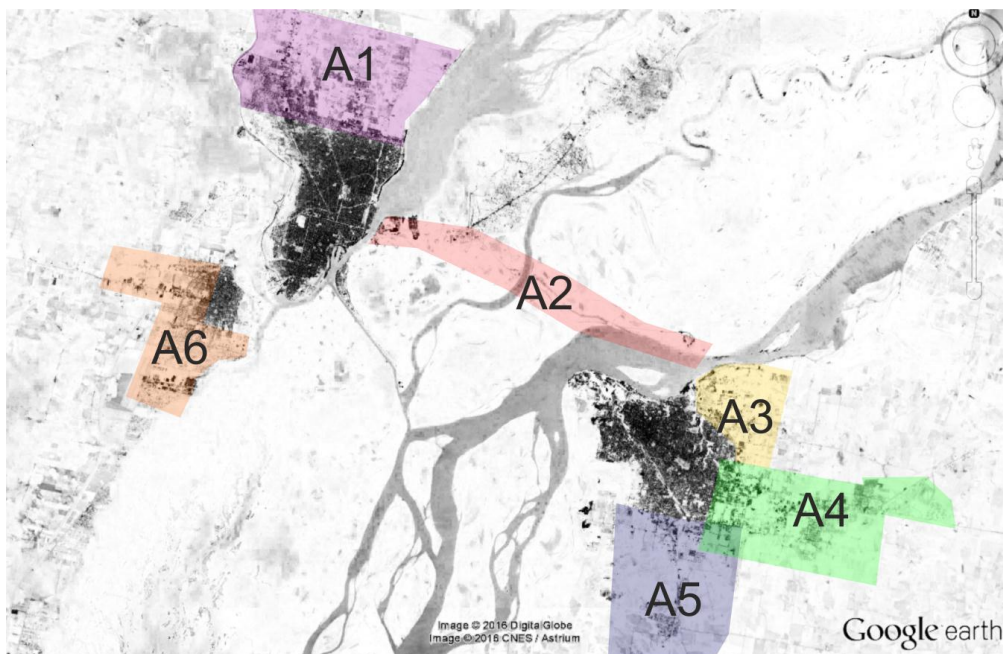 N
A1
A2
A3
A6
A4
A5
Image © 2016 DigitalGlobe
Image © 2016 CNES / Astrium
Google earth